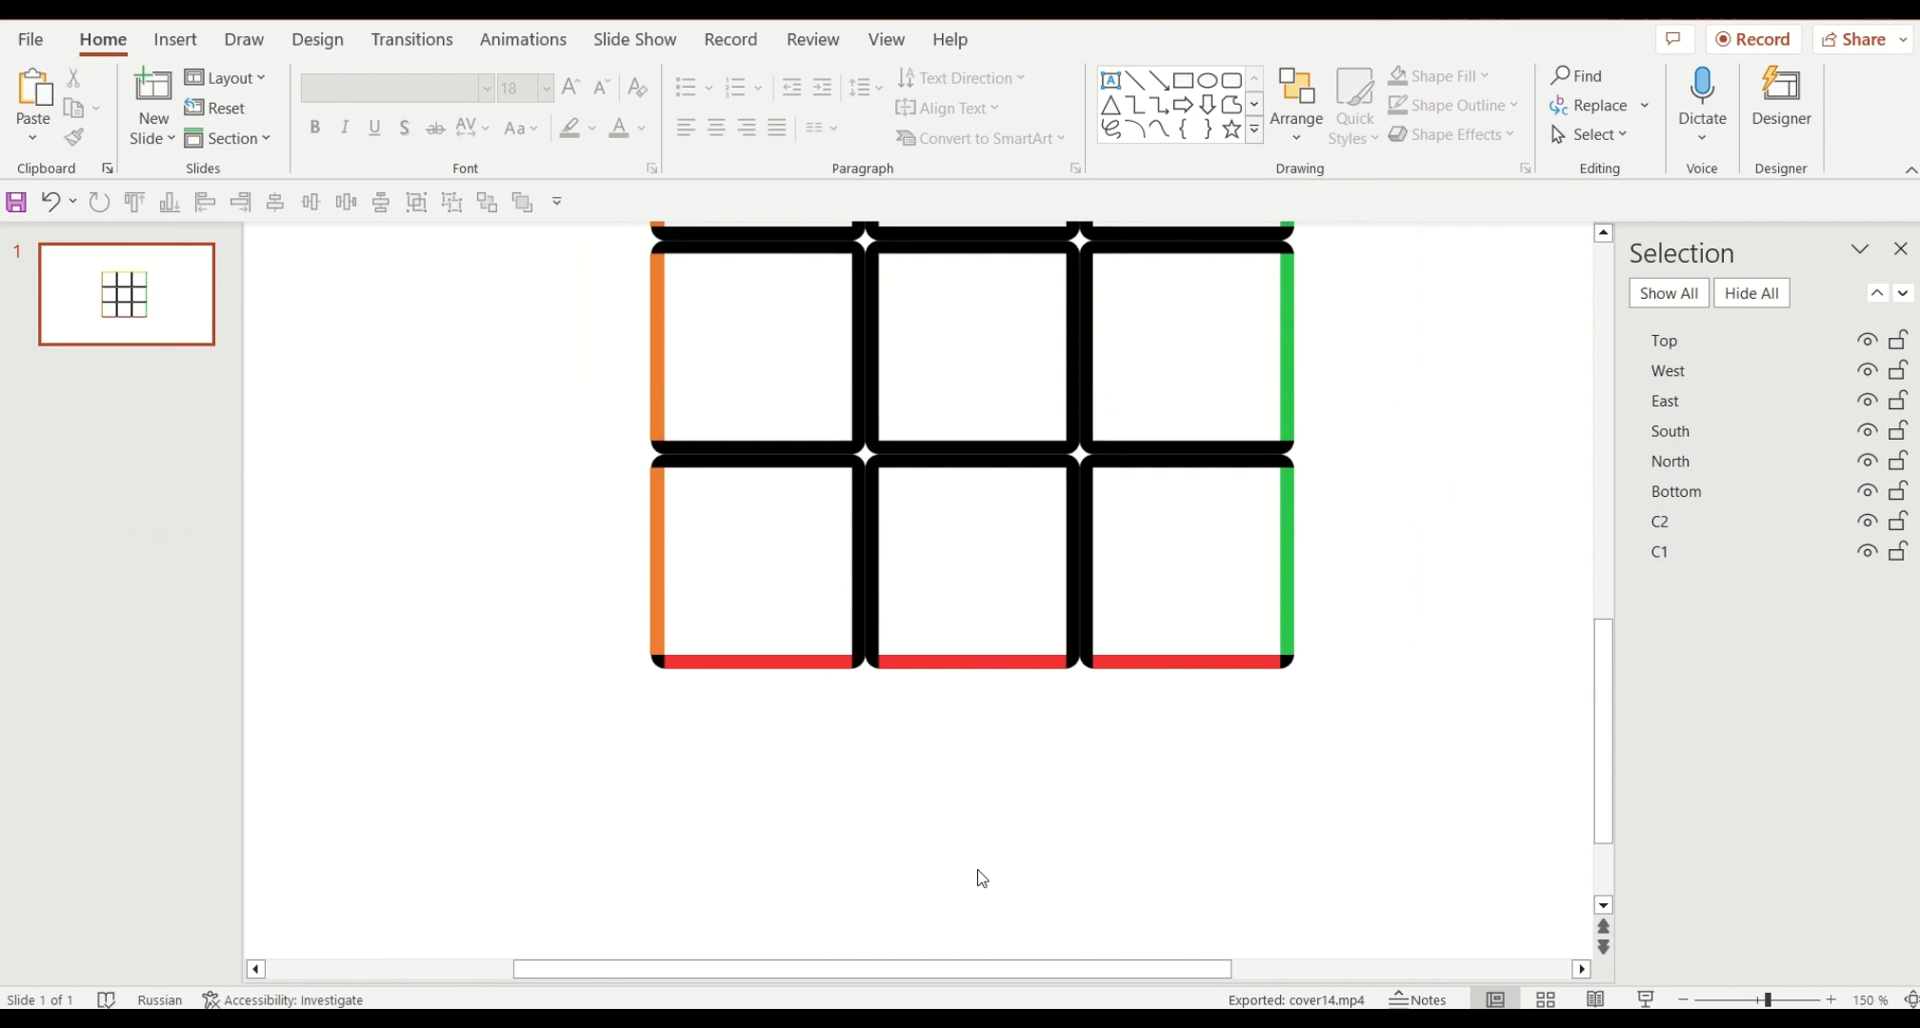 File Home Insert Draw Design Transitions Animations Slide Show Record Review View Help Record Share
Paste
Clipboard
New
Slide
Layout
Reset
Section
Slides
18
B I U S ab AV Aa A
Font
Text Direction
Align Text
Convert to SmartArt
Paragraph
Arrange
Quick
Styles
Shape Fill
Shape Outline
Shape Effects
Drawing
Find
Replace
Select
Editing
Dictate
Voice
Designer
Designer
1
Selection
Show All Hide All
Top
West
East
South
North
Bottom
C2
C1
Slide 1 of 1 Russian Accessibility: Investigate Exported: cover14.mp4 Notes 150 %